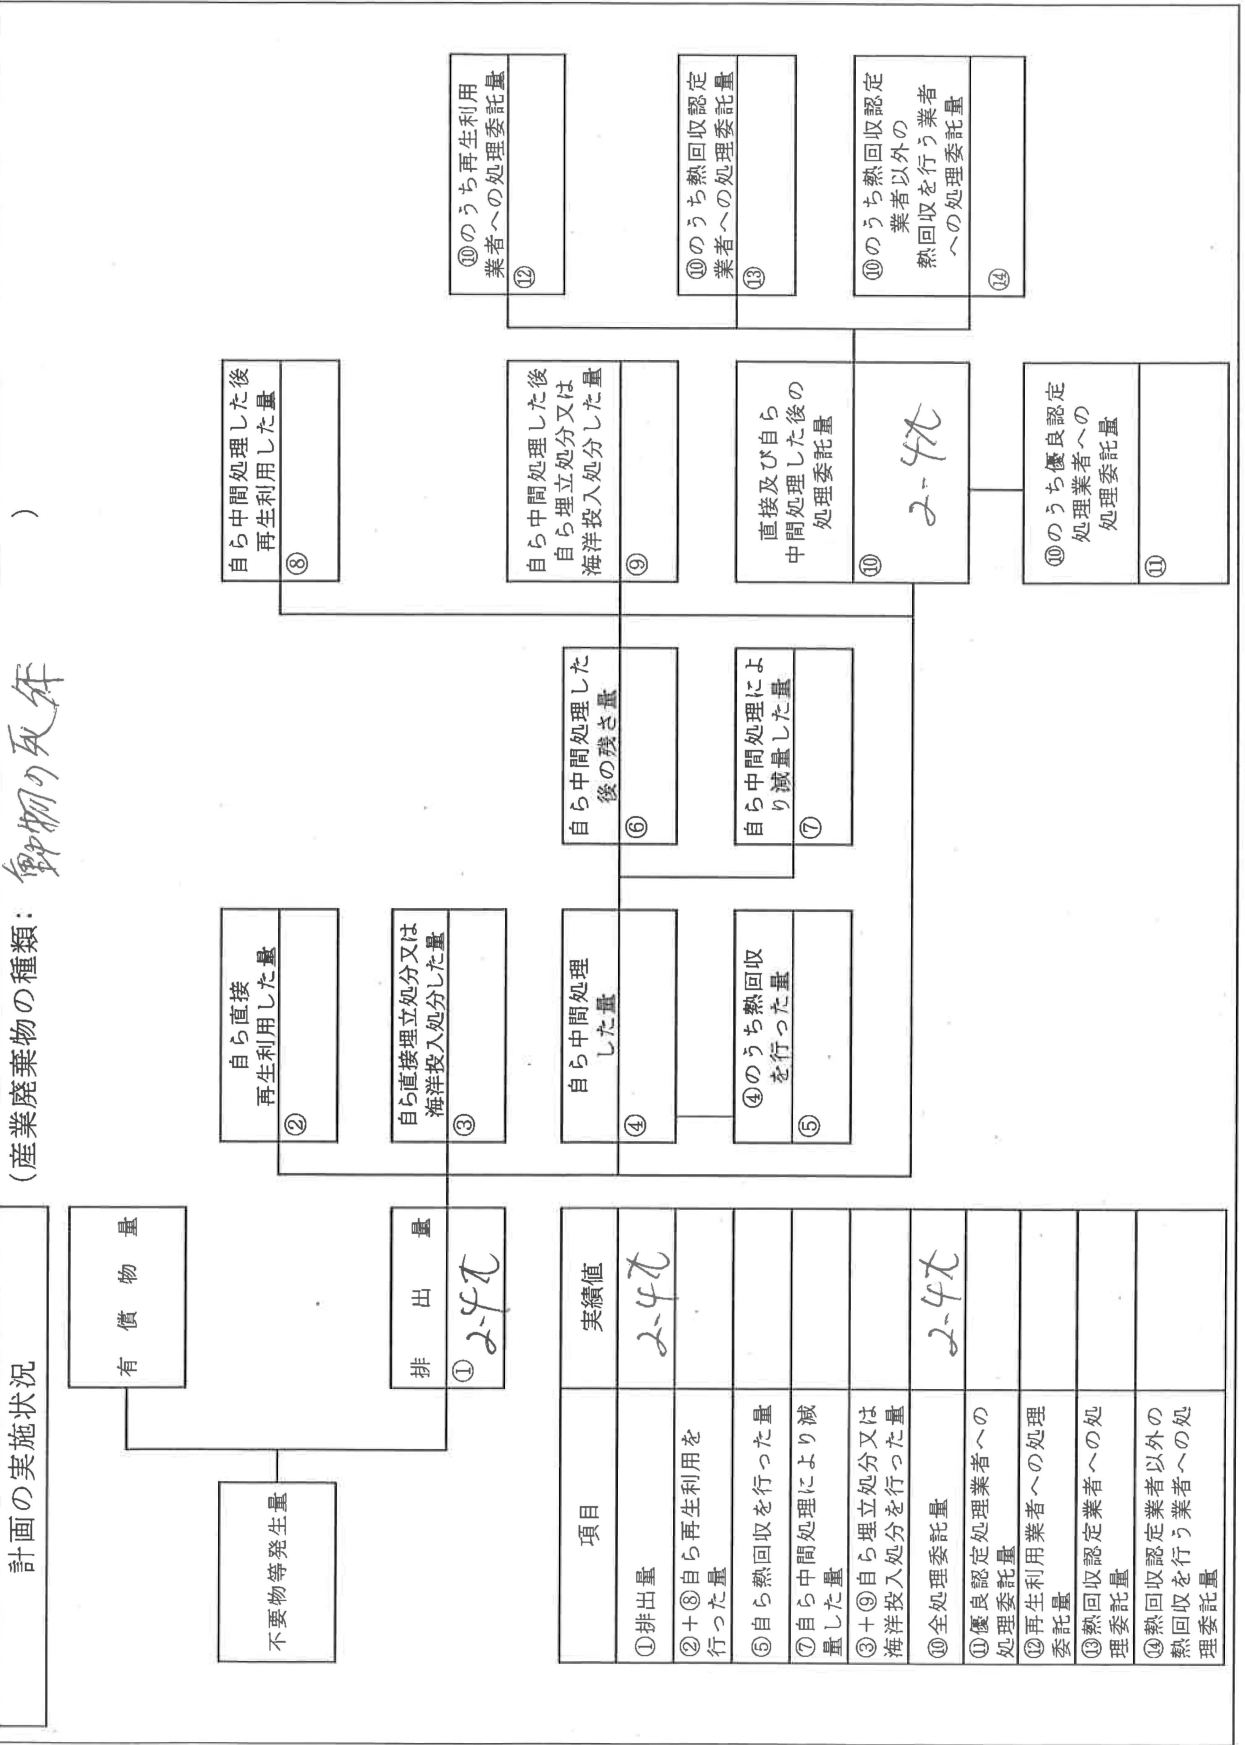 計画の実施状況
(産業廃棄物の種類： 動物の死体 )
有償物量
不要物等発生量
排出量
① 2-4t
自ら直接
再生利用した量
②
自ら直接埋立処分又は
海洋投入処分した量
③
自ら中間処理
した量
④
④のうち熱回収
を行った量
⑤
自ら中間処理した
後の残さ量
⑥
自ら中間処理によ
り減量した量
⑦
自ら中間処理した後
再生利用した量
⑧
自ら中間処理した後
自ら埋立処分又は
海洋投入処分した量
⑨
直接及び自ら
中間処理した後の
処理委託量
⑩ 2-4t
⑩のうち優良認定
処理業者への
処理委託量
⑪
⑩のうち再生利用
業者への処理委託量
⑫
⑩のうち熱回収認定
業者への処理委託量
⑬
⑩のうち熱回収認定
業者以外の
熱回収を行う業者
への処理委託量
⑭
項目 実績値
①排出量 2-4t
②+⑧自ら再生利用を
行った量
⑤自ら熱回収を行った量
⑦自ら中間処理により減
量した量
③+⑨自ら埋立処分又は
海洋投入処分を行った量
⑩全処理委託量 2-4t
⑪優良認定処理業者への
処理委託量
⑫再生利用業者への処理
委託量
⑬熱回収認定業者への処
理委託量
⑭熱回収認定業者以外の
熱回収を行う業者への処
理委託量